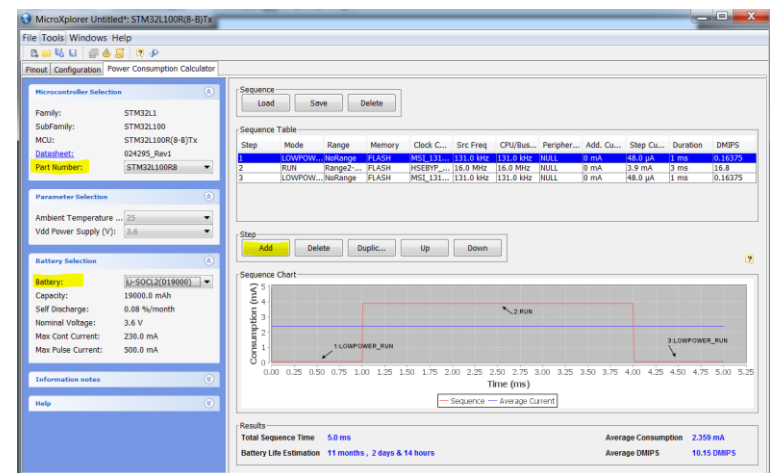 MicroXplorer Untitled*: STM32L100R(8-B)Tx
File Tools Windows Help
Pinout Configuration Power Consumption Calculator
Microcontroller Selection
Family: STM32L1
SubFamily: STM32L100
MCU: STM32L100R(8-B)Tx
Datasheet: 024295_Rev1
Part Number: STM32L100R8
Parameter Selection
Ambient Temperature ... 25
Vdd Power Supply (V): 3.6
Battery Selection
Battery: Li-SOCL2(D19000)
Capacity: 19000.0 mAh
Self Discharge: 0.08 %/month
Nominal Voltage: 3.6 V
Max Cont Current: 230.0 mA
Max Pulse Current: 500.0 mA
Information notes
Help
Sequence
Load Save Delete
Sequence Table
Step Mode Range Memory Clock C... Src Freq CPU/Bus... Peripher... Add. Cu... Step Cu... Duration DMIPS
1 LOWPOW... NoRange FLASH MSI_131... 131.0 kHz 131.0 kHz NULL 0 mA 48.0 µA 1 ms 0.16375
2 RUN Range2-... FLASH HSEBYP_... 16.0 MHz 16.0 MHz NULL 0 mA 3.9 mA 3 ms 16.8
3 LOWPOW... NoRange FLASH MSI_131... 131.0 kHz 131.0 kHz NULL 0 mA 48.0 µA 1 ms 0.16375
Step
Add Delete Duplic... Up Down
?
Sequence Chart
Consumption (mA)
5
4
3
2
1
0
1:LOWPOWER_RUN
2:RUN
3:LOWPOWER_RUN
0.00 0.25 0.50 0.75 1.00 1.25 1.50 1.75 2.00 2.25 2.50 2.75 3.00 3.25 3.50 3.75 4.00 4.25 4.50 4.75 5.00 5.25
Time (ms)
Sequence Average Current
Results
Total Sequence Time 5.0 ms Average Consumption 2.359 mA
Battery Life Estimation 11 months , 2 days & 14 hours Average DMIPS 10.15 DMIPS